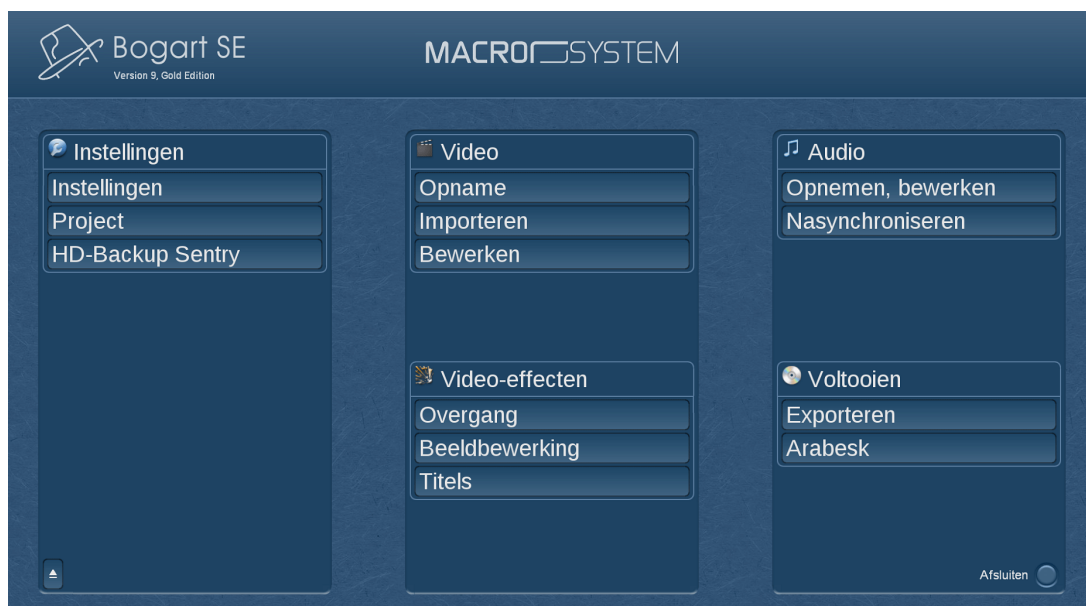 Bogart SE
Version 9, Gold Edition
MACROSYSTEM
Instellingen
Instellingen
Project
HD-Backup Sentry
Video
Opname
Importeren
Bewerken
Video-effecten
Overgang
Beeldbewerking
Titels
Audio
Opnemen, bewerken
Nasynchroniseren
Voltooien
Exporteren
Arabesk
Afsluiten